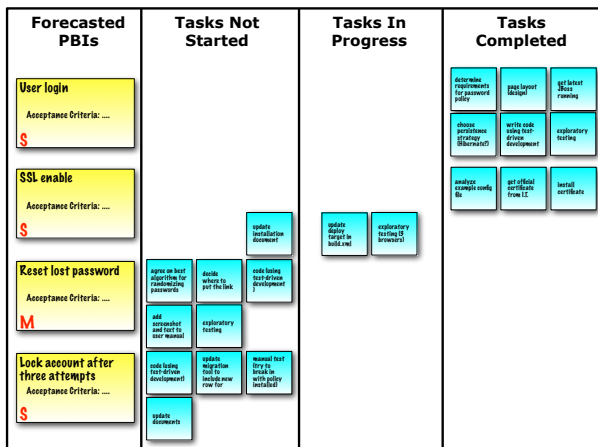 Forecasted
PBIs
Tasks Not
Started
Tasks In
Progress
Tasks
Completed
User login
Acceptance Criteria: ....
S
determine
requirements
for password
policy
page layout
(design)
get latest
JBoss
running
choose
persistence
strategy
(Hibernate?)
write code
using test-
driven
development
exploratory
testing
SSL enable
Acceptance Criteria: ....
S
update
installation
document
update
deploy
target in
build.xml
exploratory
testing (3
browsers)
analyze
example config
file
get official
certificate
from I.T.
install
certificate
Reset lost password
Acceptance Criteria: ....
M
agree on best
algorithm for
randomizing
passwords
decide
where to
put the link
code (using
test-driven
development
)
add
screenshot
and text to
user manual
exploratory
testing
Lock account after
three attempts
Acceptance Criteria: ....
S
code (using
test-driven
development)
update
migration
tool to
include new
row for
manual test
(try to
break in
with policy
installed)
update
documents